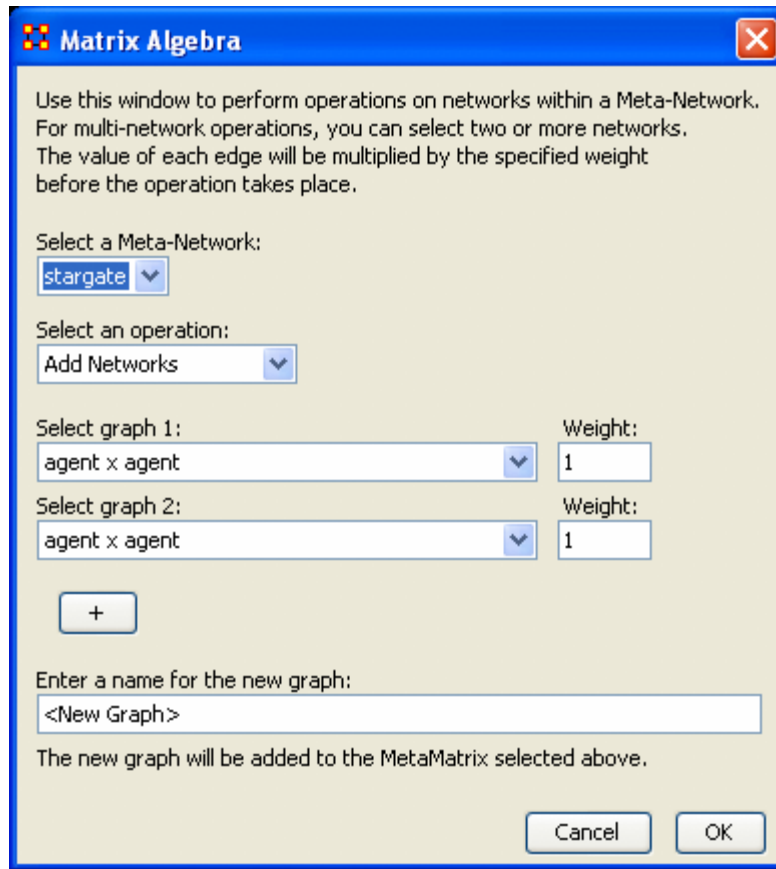 Matrix Algebra
Use this window to perform operations on networks within a Meta-Network.
For multi-network operations, you can select two or more networks.
The value of each edge will be multiplied by the specified weight
before the operation takes place.
Select a Meta-Network:
stargate
Select an operation:
Add Networks
Select graph 1: Weight:
agent x agent 1
Select graph 2: Weight:
agent x agent 1
+
Enter a name for the new graph:
<New Graph>
The new graph will be added to the MetaMatrix selected above.
Cancel OK